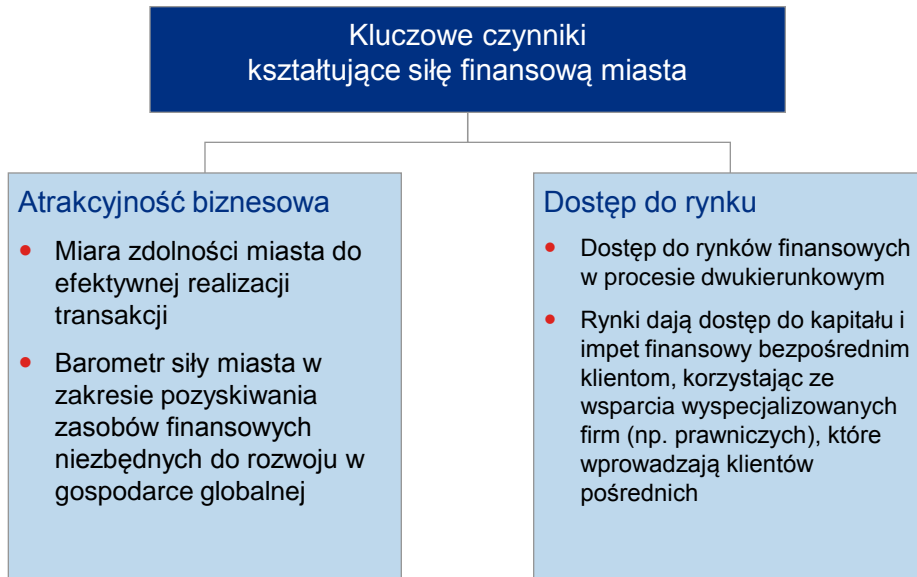 Kluczowe czynniki
kształtujące siłę finansową miasta
Atrakcyjność biznesowa
• Miara zdolności miasta do
efektywnej realizacji
transakcji
• Barometr siły miasta w
zakresie pozyskiwania
zasobów finansowych
niezbędnych do rozwoju w
gospodarce globalnej
Dostęp do rynku
• Dostęp do rynków finansowych
w procesie dwukierunkowym
• Rynki dają dostęp do kapitału i
impet finansowy bezpośrednim
klientom, korzystając ze
wsparcia wyspecjalizowanych
firm (np. prawniczych), które
wprowadzają klientów
pośrednich